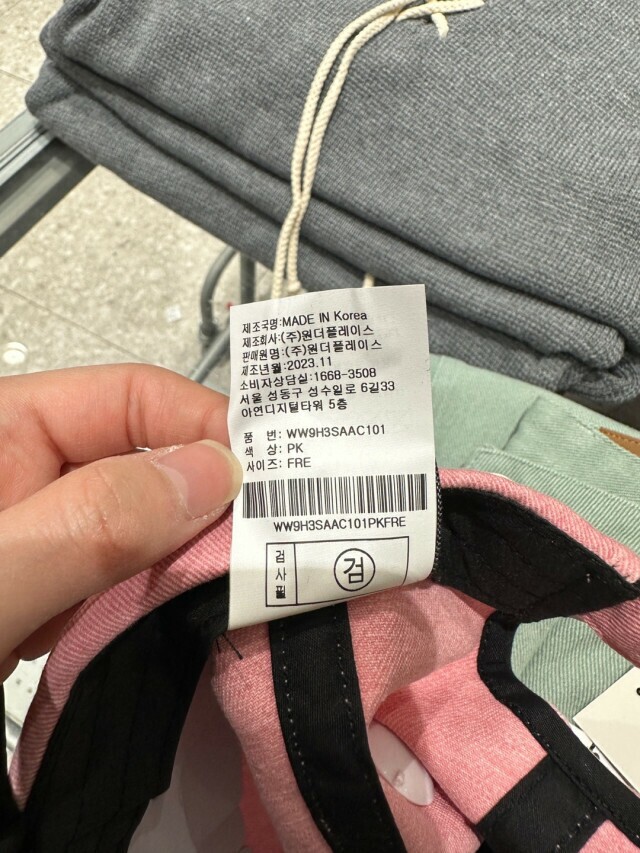 제조국명:MADE IN Korea
제조회사:(주)원더플레이스
판매원명:(주)원더플레이스
제조년월:2023.11
소비자상담실:1668-3508
서울 성동구 성수일로 6길33
아연디지털타워 5층
품 번: WW9H3SAAC101
색 상: PK
사이즈: FRE
WW9H3SAAC101PKFRE
검사필 검